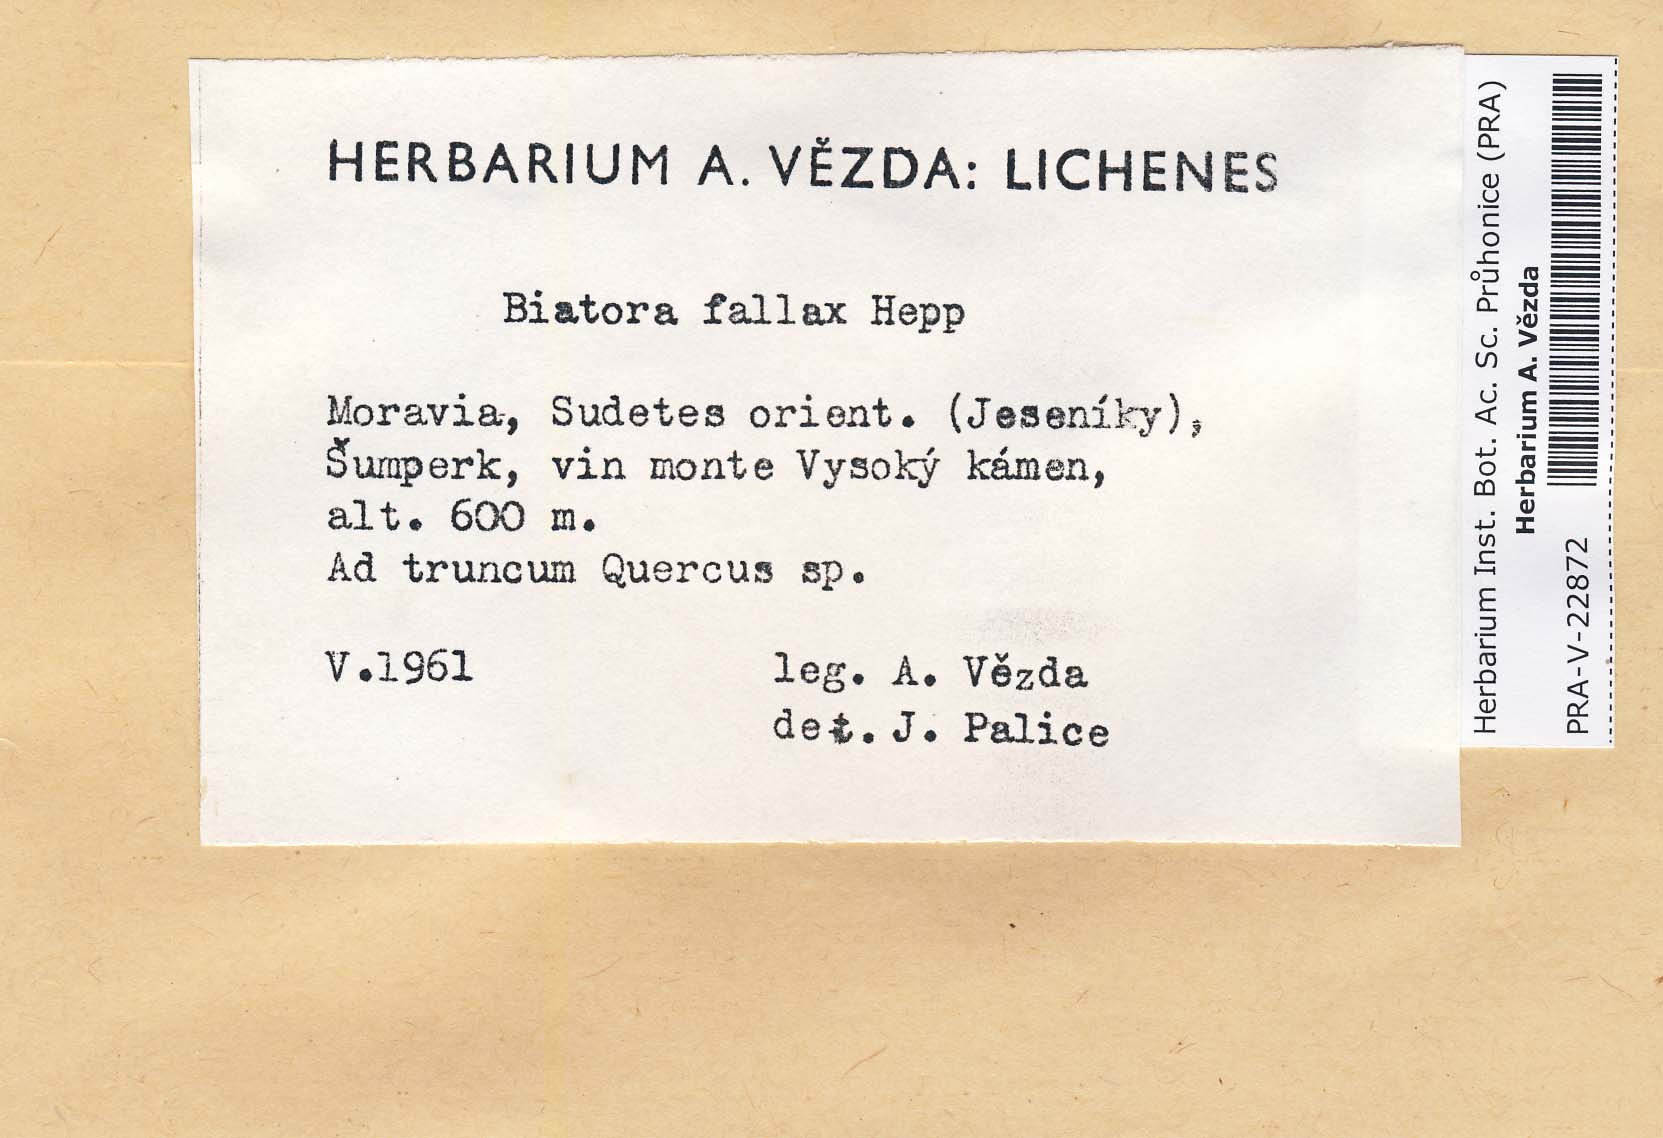 HERBARIUM A. VĚZDA: LICHENES
Biatora fallax Hepp
Moravia, Sudetes orient. (Jeseníky),
Šumperk, vin monte Vysoký kámen,
alt. 600 m.
Ad truncum Quercus sp.
V.1961
leg. A. Vězda
det. J. Palice
Herbarium Inst. Bot. Ac. Sc. Průhonice (PRA)
Herbarium A. Vězda
PRA-V-22872